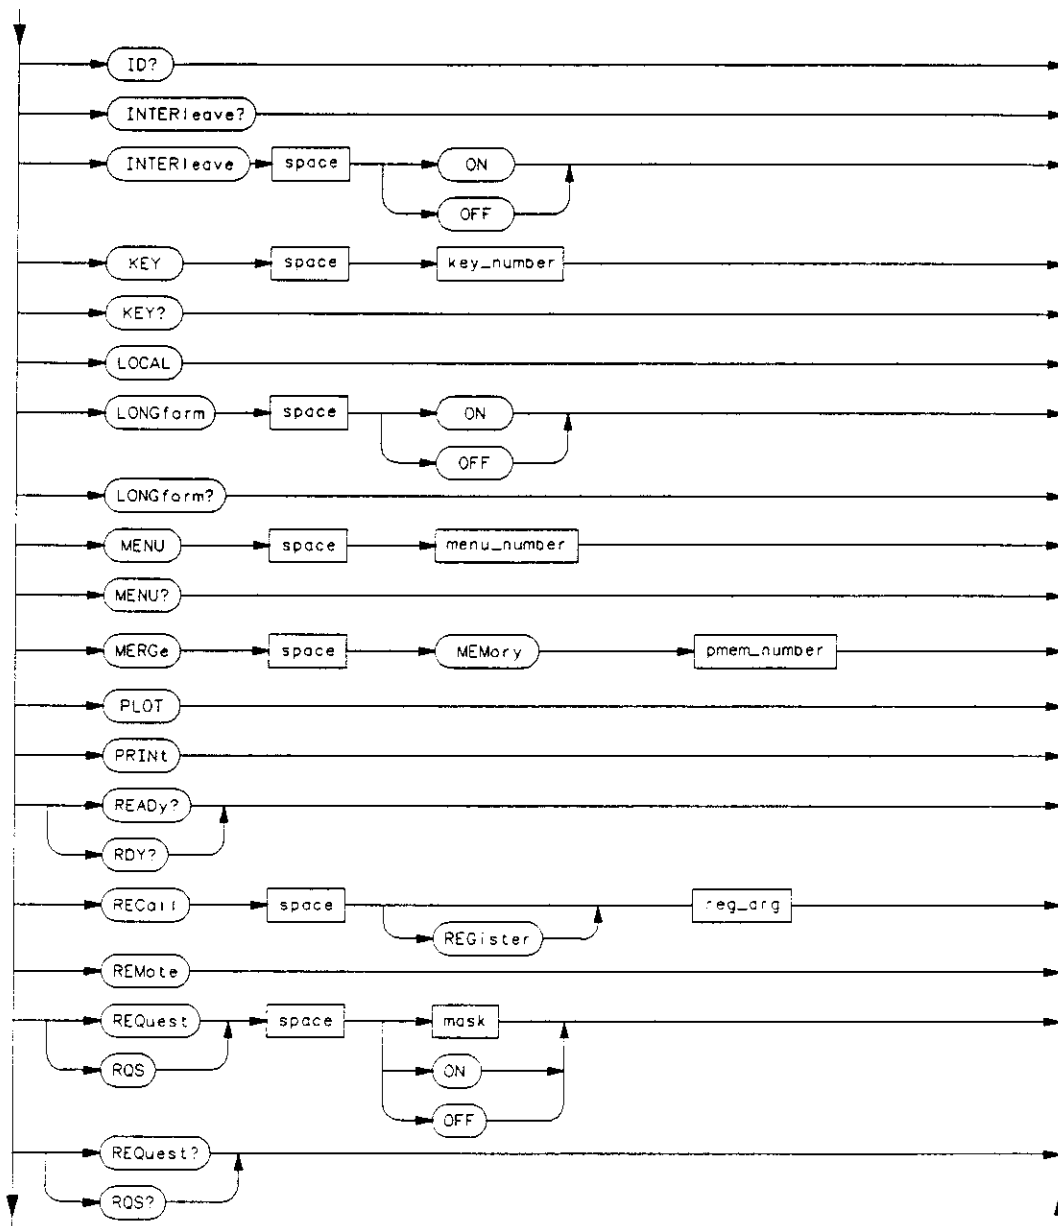 ID?
INTERleave?
INTERleave space ON
OFF
KEY space key_number
KEY?
LOCAL
LONGform space ON
OFF
LONGform?
MENU space menu_number
MENU?
MERGe space MEMory pmem_number
PLOT
PRINt
READy?
RDY?
RECall space reg_arg
REGister
REMote
REQuest space mask
RQS ON
OFF
REQuest?
RQS?